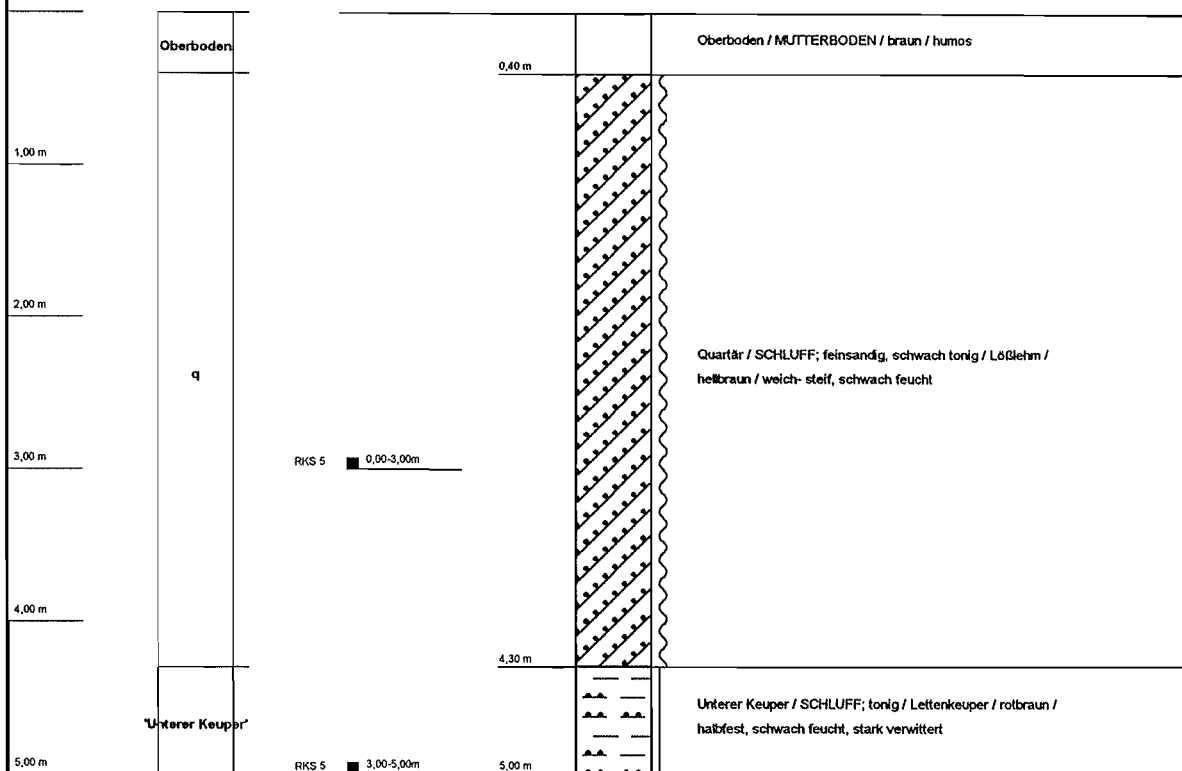 Oberboden
Oberboden / MUTTERBODEN / braun / humos
0,40 m
1,00 m
2,00 m
Quartär / SCHLUFF; feinsandig, schwach tonig / Lößlehm /
hellbraun / weich- steif, schwach feucht
q
3,00 m
RKS 5
0,00-3,00m
4,00 m
4,30 m
Unterer Keuper / SCHLUFF; tonig / Lettenkeuper / rotbraun /
halbfest, schwach feucht, stark verwittert
"Unterer Keuper"
5,00 m
RKS 5
3,00-5,00m
5,00 m